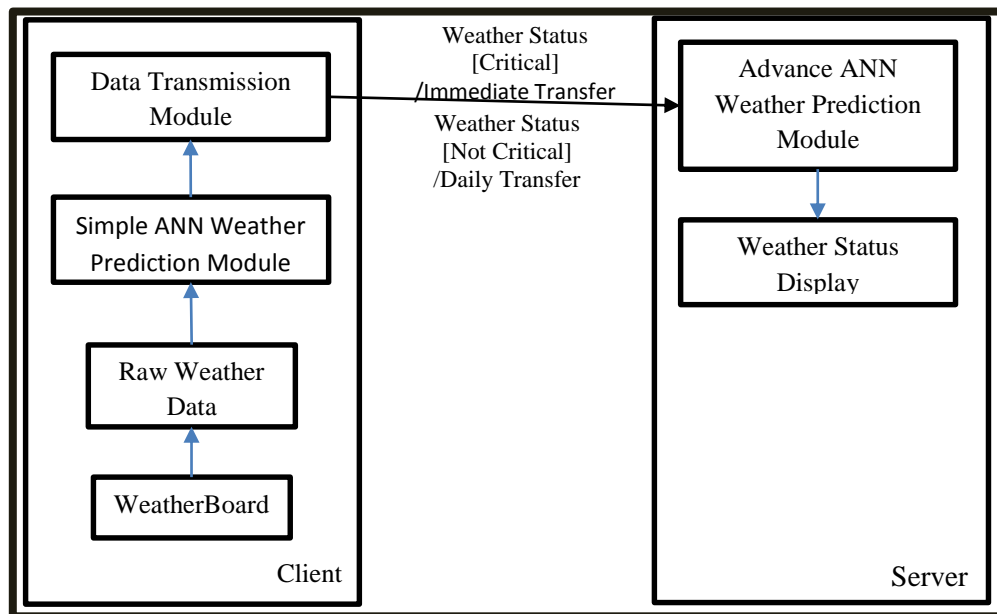 Data Transmission
Module
Simple ANN Weather
Prediction Module
Raw Weather
Data
WeatherBoard
Client
Weather Status
[Critical]
/Immediate Transfer
Weather Status
[Not Critical]
/Daily Transfer
Advance ANN
Weather Prediction
Module
Weather Status
Display
Server